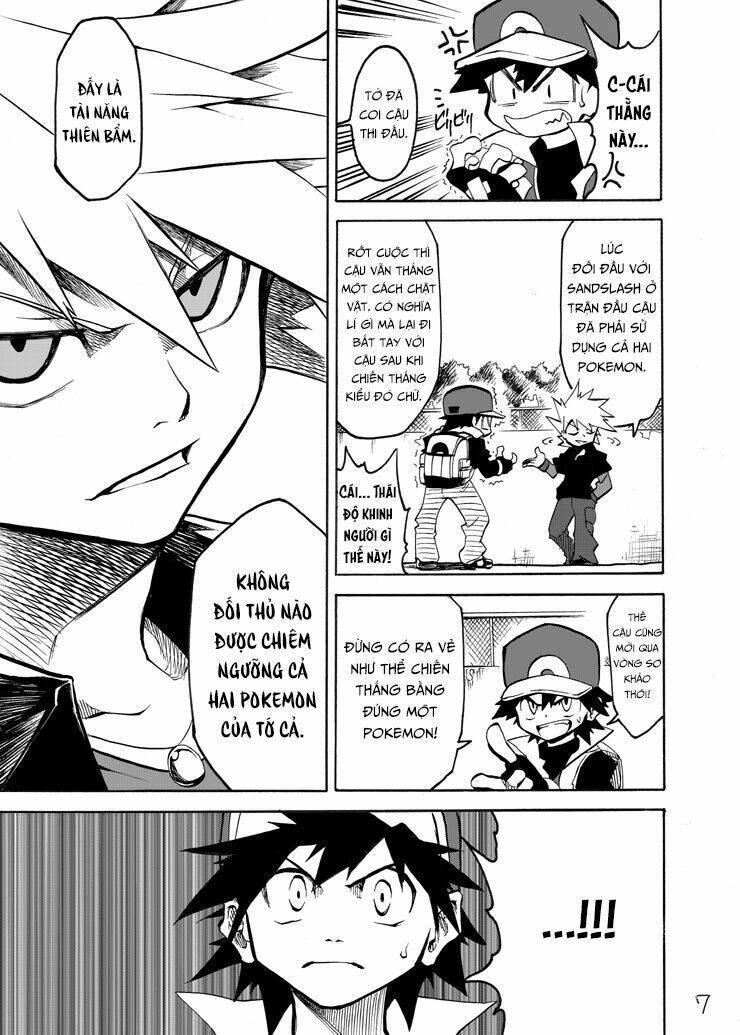 C-CÁI
THẰNG
NÀY...
TỚ ĐÃ
COI CẬU
THI ĐẤU.
ビリビリ
LÚC
ĐỐI ĐẦU VỚI
SANDSLASH Ở
TRẬN ĐẦU CẬU
ĐÃ PHẢI SỬ
DỤNG CẢ HAI
POKEMON.
RỐT CUỘC THÌ
CẬU VẪN THẮNG
MỘT CÁCH CHẬT
VẬT. CÓ NGHĨA
LÍ GÌ MÀ LẠI ĐI
BẮT TAY VỚI
CẬU SAU KHI
CHIẾN THẮNG
KIỂU ĐÓ CHỨ.
CÁI... THÁI
ĐỘ KHINH
NGƯỜI GÌ
THẾ NÀY!
THẾ
CẬU CŨNG
MỚI QUA
VÒNG SƠ
KHẢO
THÔI!
ĐỪNG CÓ RA VẺ
NHƯ THỂ CHIẾN
THẮNG BẰNG
ĐÚNG MỘT
POKEMON!
ĐẤY LÀ
TÀI NĂNG
THIÊN BẨM.
KHÔNG
ĐỐI THỦ NÀO
ĐƯỢC CHIÊM
NGƯỠNG CẢ
HAI POKEMON
CỦA TỚ CẢ.
....!!!
7